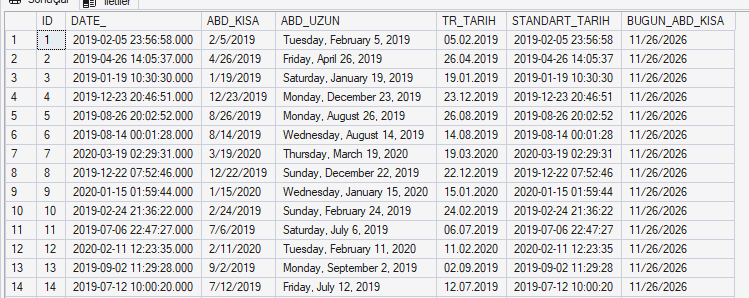 Sonuçlar İletiler
ID DATE_ ABD_KISA ABD_UZUN TR_TARIH STANDART_TARIH BUGUN_ABD_KISA
1 1 2019-02-05 23:56:58.000 2/5/2019 Tuesday, February 5, 2019 05.02.2019 2019-02-05 23:56:58 11/26/2026
2 2 2019-04-26 14:05:37.000 4/26/2019 Friday, April 26, 2019 26.04.2019 2019-04-26 14:05:37 11/26/2026
3 3 2019-01-19 10:30:30.000 1/19/2019 Saturday, January 19, 2019 19.01.2019 2019-01-19 10:30:30 11/26/2026
4 4 2019-12-23 20:46:51.000 12/23/2019 Monday, December 23, 2019 23.12.2019 2019-12-23 20:46:51 11/26/2026
5 5 2019-08-26 20:02:52.000 8/26/2019 Monday, August 26, 2019 26.08.2019 2019-08-26 20:02:52 11/26/2026
6 6 2019-08-14 00:01:28.000 8/14/2019 Wednesday, August 14, 2019 14.08.2019 2019-08-14 00:01:28 11/26/2026
7 7 2020-03-19 02:29:31.000 3/19/2020 Thursday, March 19, 2020 19.03.2020 2020-03-19 02:29:31 11/26/2026
8 8 2019-12-22 07:52:46.000 12/22/2019 Sunday, December 22, 2019 22.12.2019 2019-12-22 07:52:46 11/26/2026
9 9 2020-01-15 01:59:44.000 1/15/2020 Wednesday, January 15, 2020 15.01.2020 2020-01-15 01:59:44 11/26/2026
10 10 2019-02-24 21:36:22.000 2/24/2019 Sunday, February 24, 2019 24.02.2019 2019-02-24 21:36:22 11/26/2026
11 11 2019-07-06 22:47:27.000 7/6/2019 Saturday, July 6, 2019 06.07.2019 2019-07-06 22:47:27 11/26/2026
12 12 2020-02-11 12:23:35.000 2/11/2020 Tuesday, February 11, 2020 11.02.2020 2020-02-11 12:23:35 11/26/2026
13 13 2019-09-02 11:29:28.000 9/2/2019 Monday, September 2, 2019 02.09.2019 2019-09-02 11:29:28 11/26/2026
14 14 2019-07-12 10:00:20.000 7/12/2019 Friday, July 12, 2019 12.07.2019 2019-07-12 10:00:20 11/26/2026